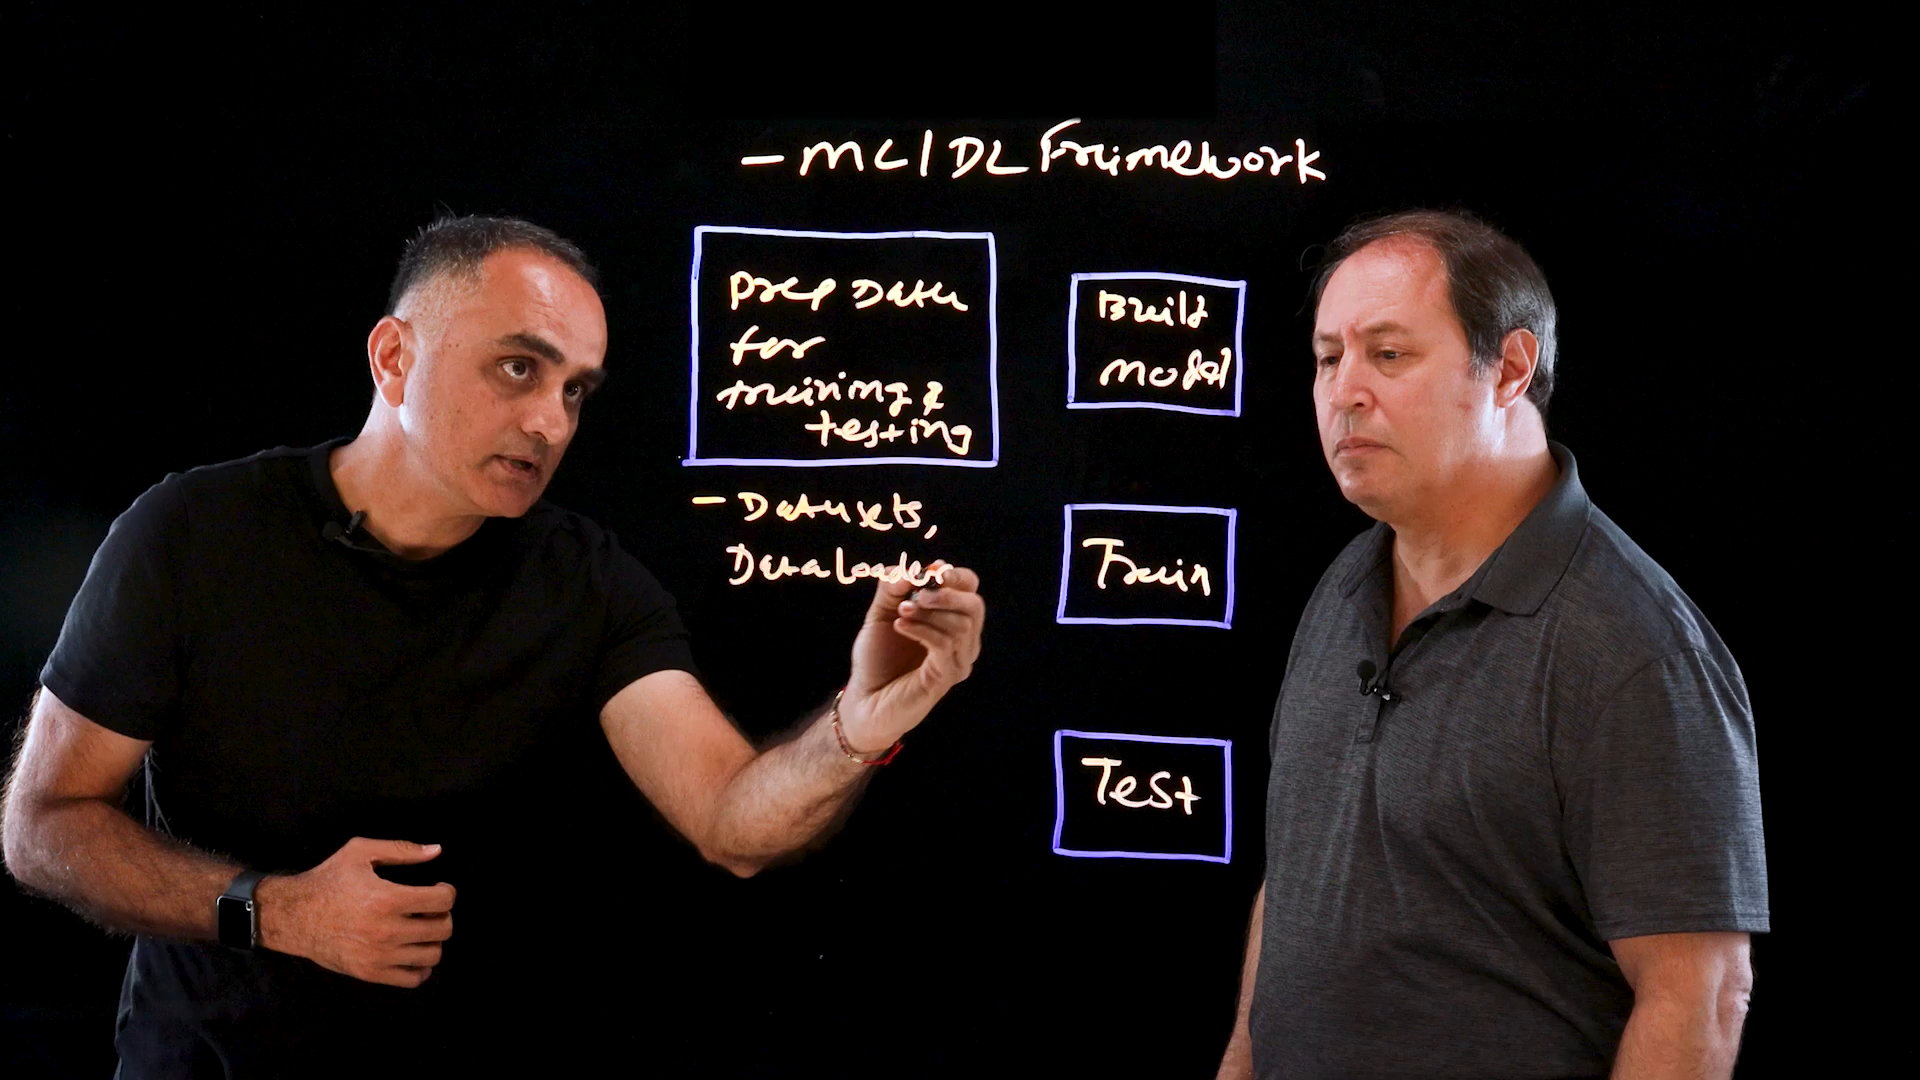 - ML/DL Framework
Prep Data
for
training &
testing
- Datasets,
Dataloader
Build
Model
Train
Test